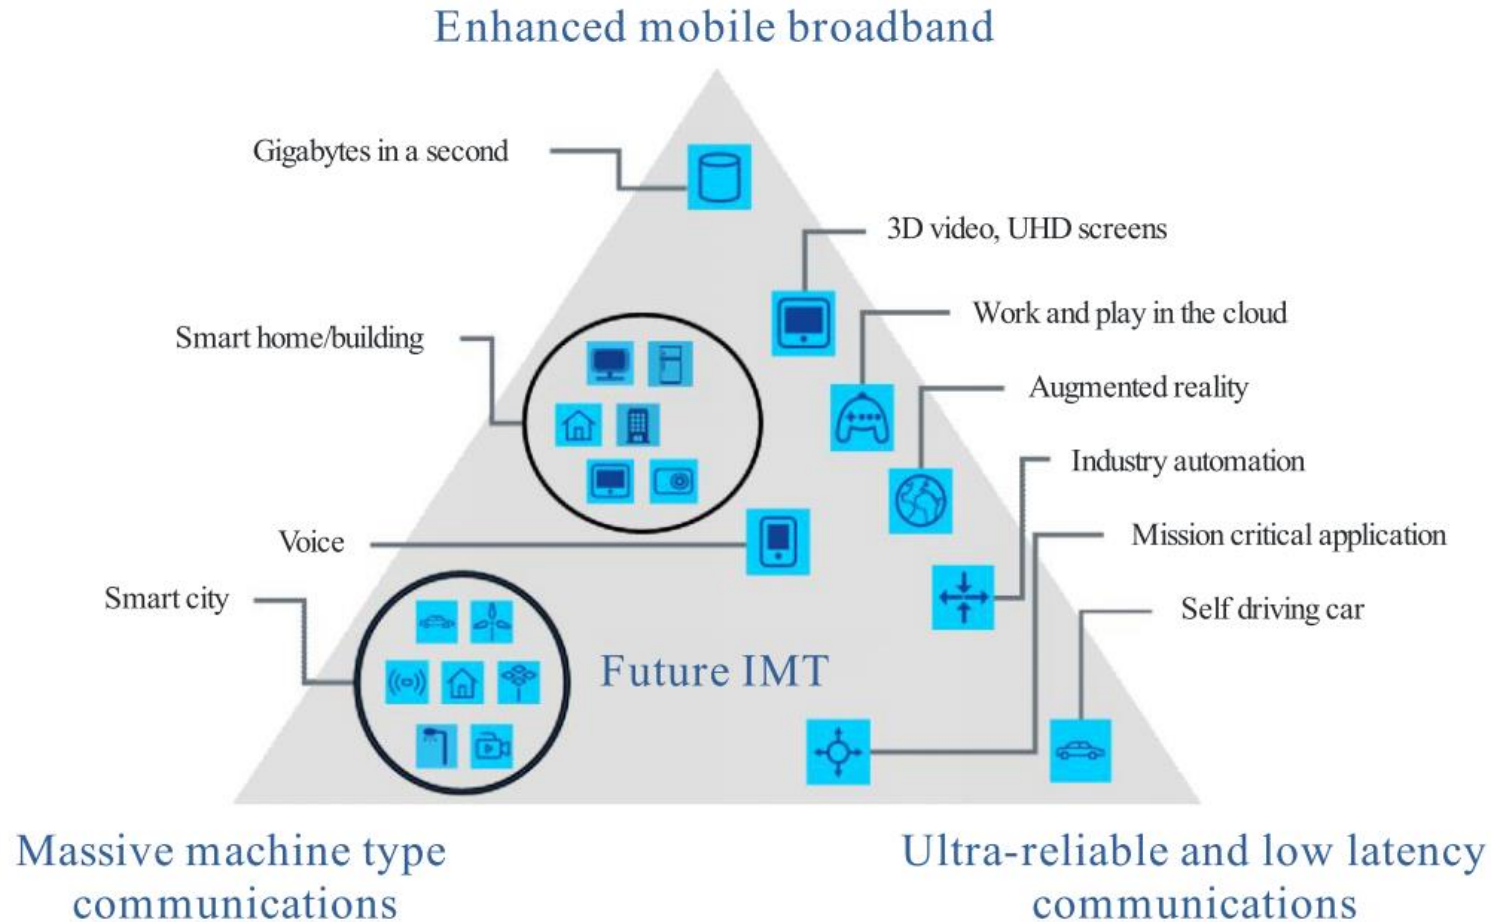 Enhanced mobile broadband
Gigabytes in a second
3D video, UHD screens
Work and play in the cloud
Smart home/building
Augmented reality
Industry automation
Mission critical application
Voice
Smart city
Self driving car
Future IMT
Massive machine type
communications
Ultra-reliable and low latency
communications